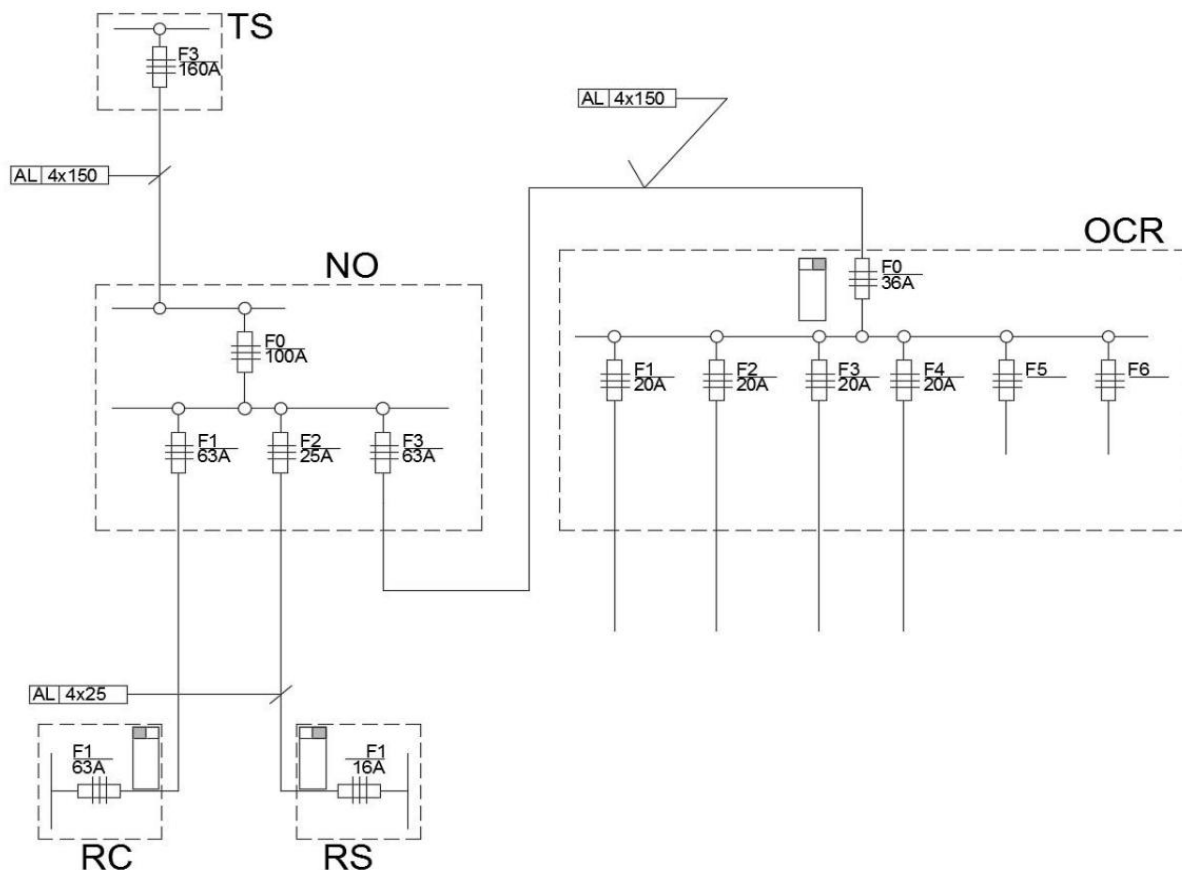 TS
F3
160A
AL 4x150
AL 4x150
NO
OCR
F0
36A
F0
100A
F1
20A
F2
20A
F3
20A
F4
20A
F5
F6
F1
63A
F2
25A
F3
63A
AL 4x25
F1
63A
F1
16A
RC
RS